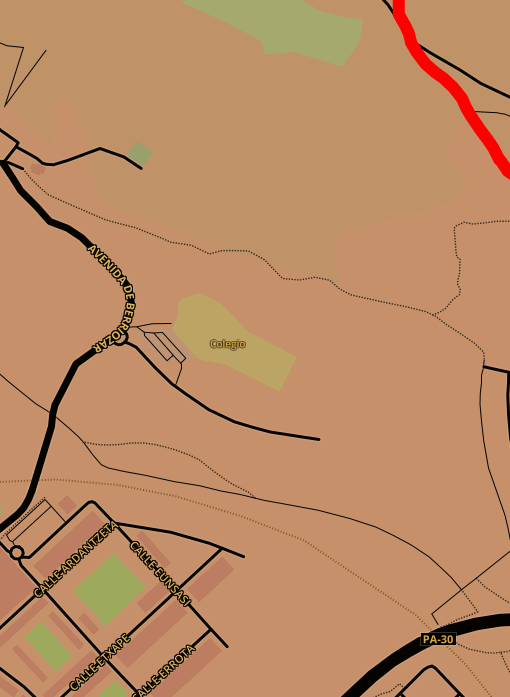 AVENIDA DE BERRIOZAR
Colegio
CALLE ARDANTZETA
CALLE EUNSASI
PA-30
CALLE ETXAPE
CALLE ERROTA